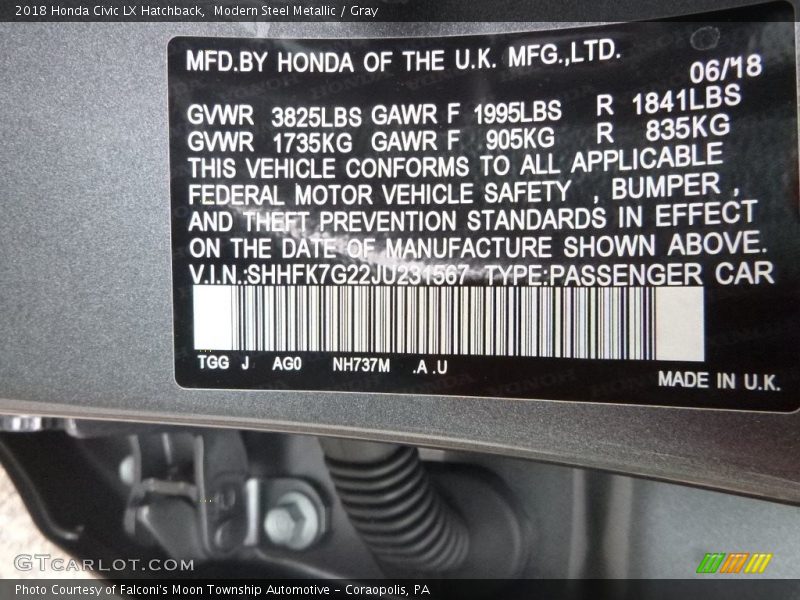 2018 Honda Civic LX Hatchback, Modern Steel Metallic / Gray
MFD.BY HONDA OF THE U.K. MFG.,LTD.
06/18
GVWR 3825LBS GAWR F 1995LBS R 1841LBS
GVWR 1735KG GAWR F 905KG R 835KG
THIS VEHICLE CONFORMS TO ALL APPLICABLE
FEDERAL MOTOR VEHICLE SAFETY , BUMPER ,
AND THEFT PREVENTION STANDARDS IN EFFECT
ON THE DATE OF MANUFACTURE SHOWN ABOVE.
V.I.N.:SHHFK7G22JU231567 TYPE:PASSENGER CAR
TGG J AG0 NH737M .A .U
MADE IN U.K.
GTCARLOT.COM
Photo Courtesy of Falconi's Moon Township Automotive – Coraopolis, PA